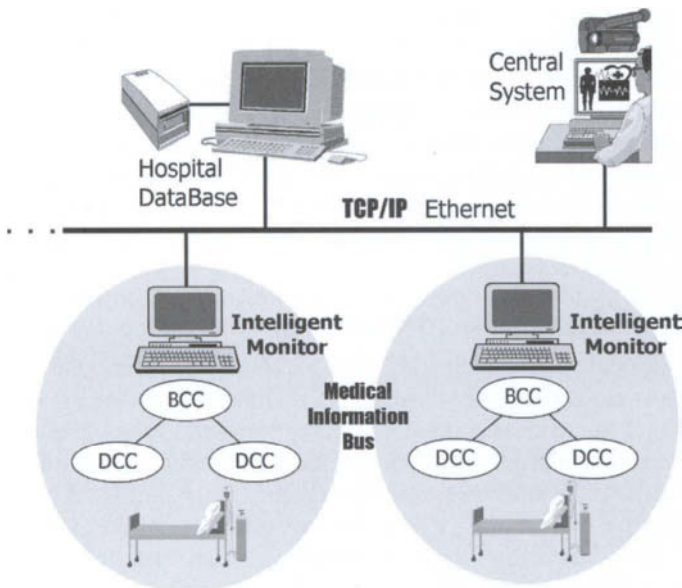 Central
System
Hospital
DataBase
TCP/IP Ethernet
Intelligent
Monitor
Intelligent
Monitor
BCC
Medical
Information
Bus
BCC
DCC
DCC
DCC
DCC